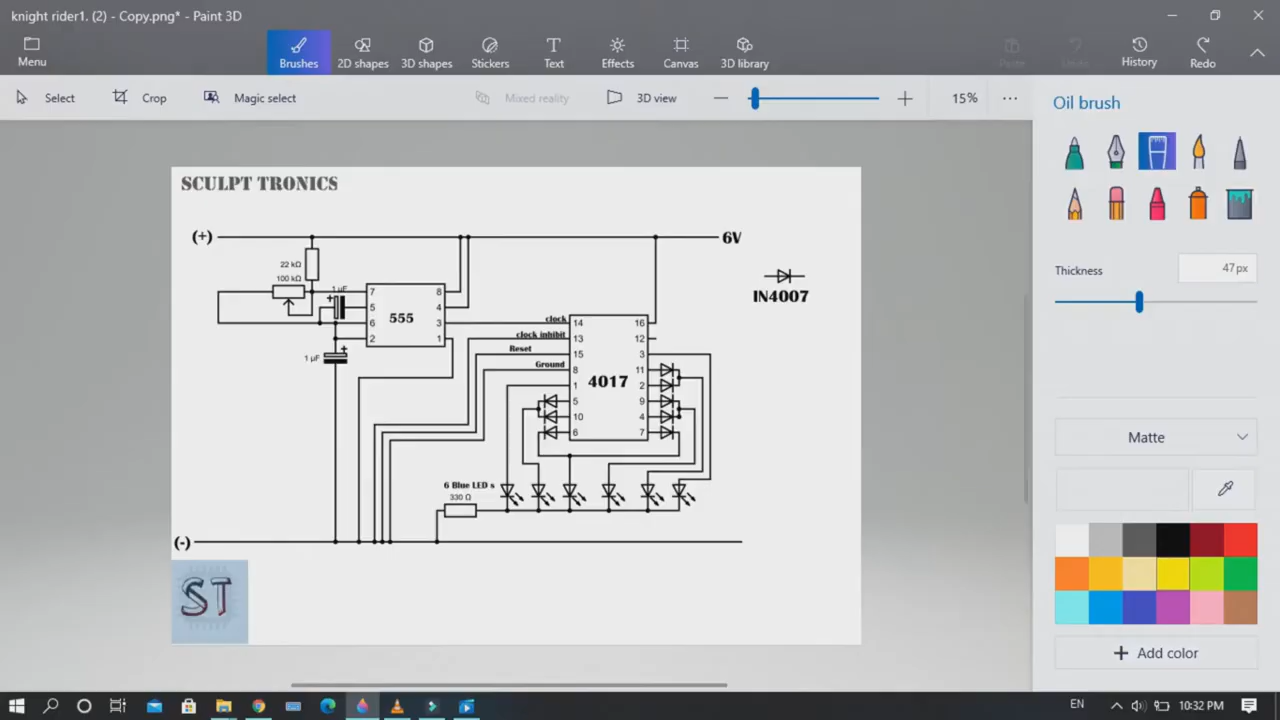 knight rider1, (2) - Copy.png* - Paint 3D
Menu
Brushes
2D shapes
3D shapes
Stickers
Text
Effects
Canvas
3D library
Paste
Undo
History
Redo
Select
Crop
Magic select
Mixed reality
3D view
15%
Oil brush
Thickness
47px
Matte
Add color
SCULPT TRONICS
(+)
6V
22 kΩ
100 kΩ
1 µF
7
8
5
4
555
6
3
2
1
1 µF
IN4007
clock
14
16
clock inhibit
13
12
Reset
15
3
Ground
8
11
4017
1
2
5
9
10
4
6
7
6 Blue LED s
330 Ω
(-)
ST
EN
10:32 PM